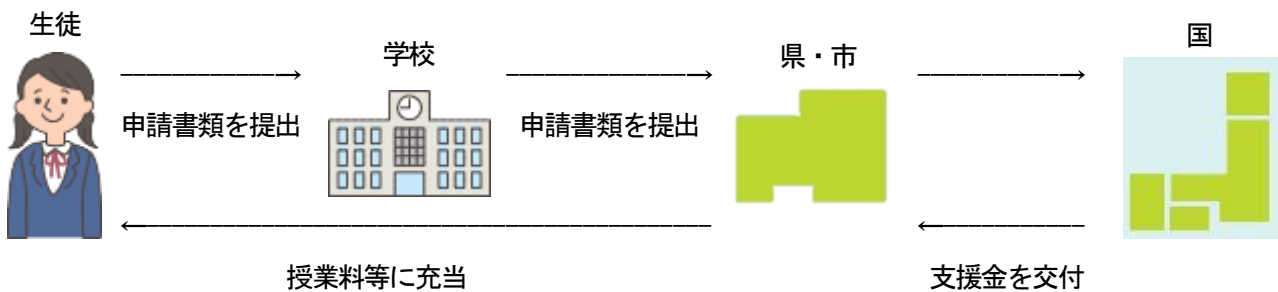 生徒
学校
県・市
国
申請書類を提出
申請書類を提出
授業料等に充当
支援金を交付